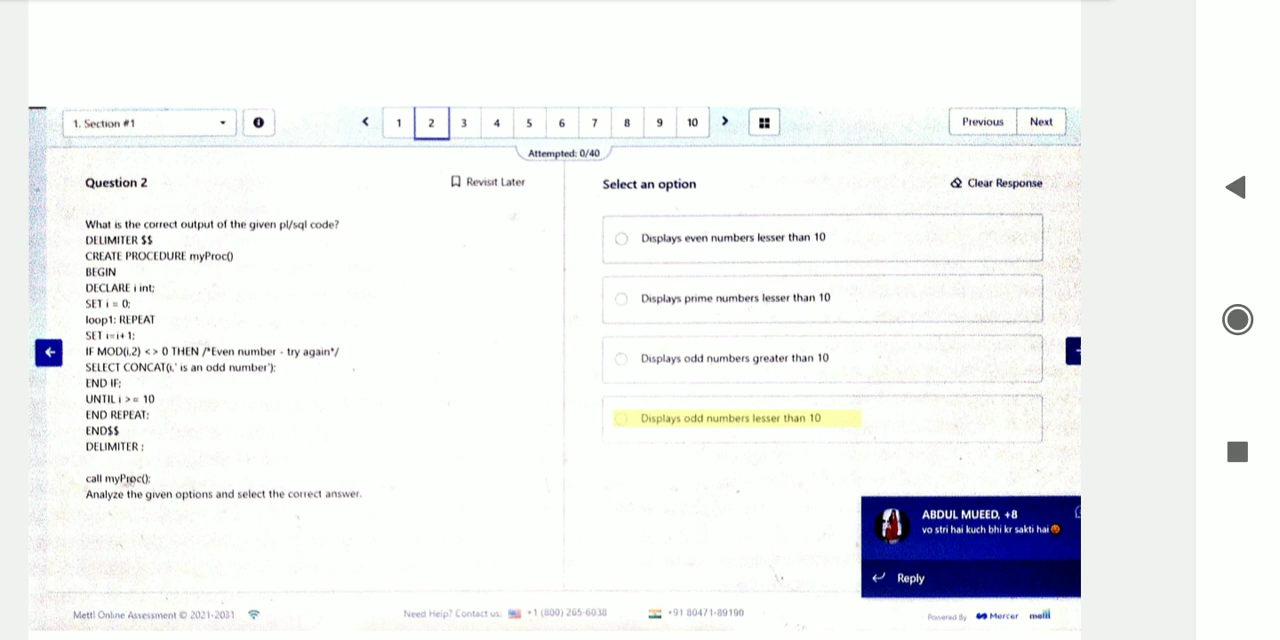 1. Section #1
1 2 3 4 5 6 7 8 9 10
Previous Next
Attempted: 0/40
Question 2
Revisit Later
What is the correct output of the given pl/sql code?
DELIMITER $$
CREATE PROCEDURE myProc()
BEGIN
DECLARE i int;
SET i = 0;
loop1: REPEAT
SET i=i+1;
IF MOD(i,2) <> 0 THEN /*Even number - try again*/
SELECT CONCAT(i,' is an odd number');
END IF;
UNTIL i >= 10
END REPEAT;
END$$
DELIMITER ;
call myProc();
Analyze the given options and select the correct answer.
Select an option
Clear Response
Displays even numbers lesser than 10
Displays prime numbers lesser than 10
Displays odd numbers greater than 10
Displays odd numbers lesser than 10
ABDUL MUEED, +8
vo stri hai kuch bhi kr sakti hai
Reply
Mettl Online Assessment © 2021-2031
Need Help? Contact us: +1 (800) 265-6038 +91 80471-89190
Powered By Mercer mettl